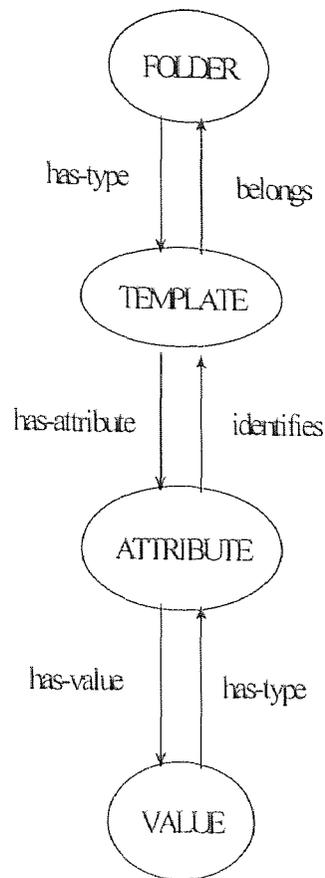 FOLDER
has-type
belongs
TEMPLATE
has-attribute
identifies
ATTRIBUTE
has-value
has-type
VALUE